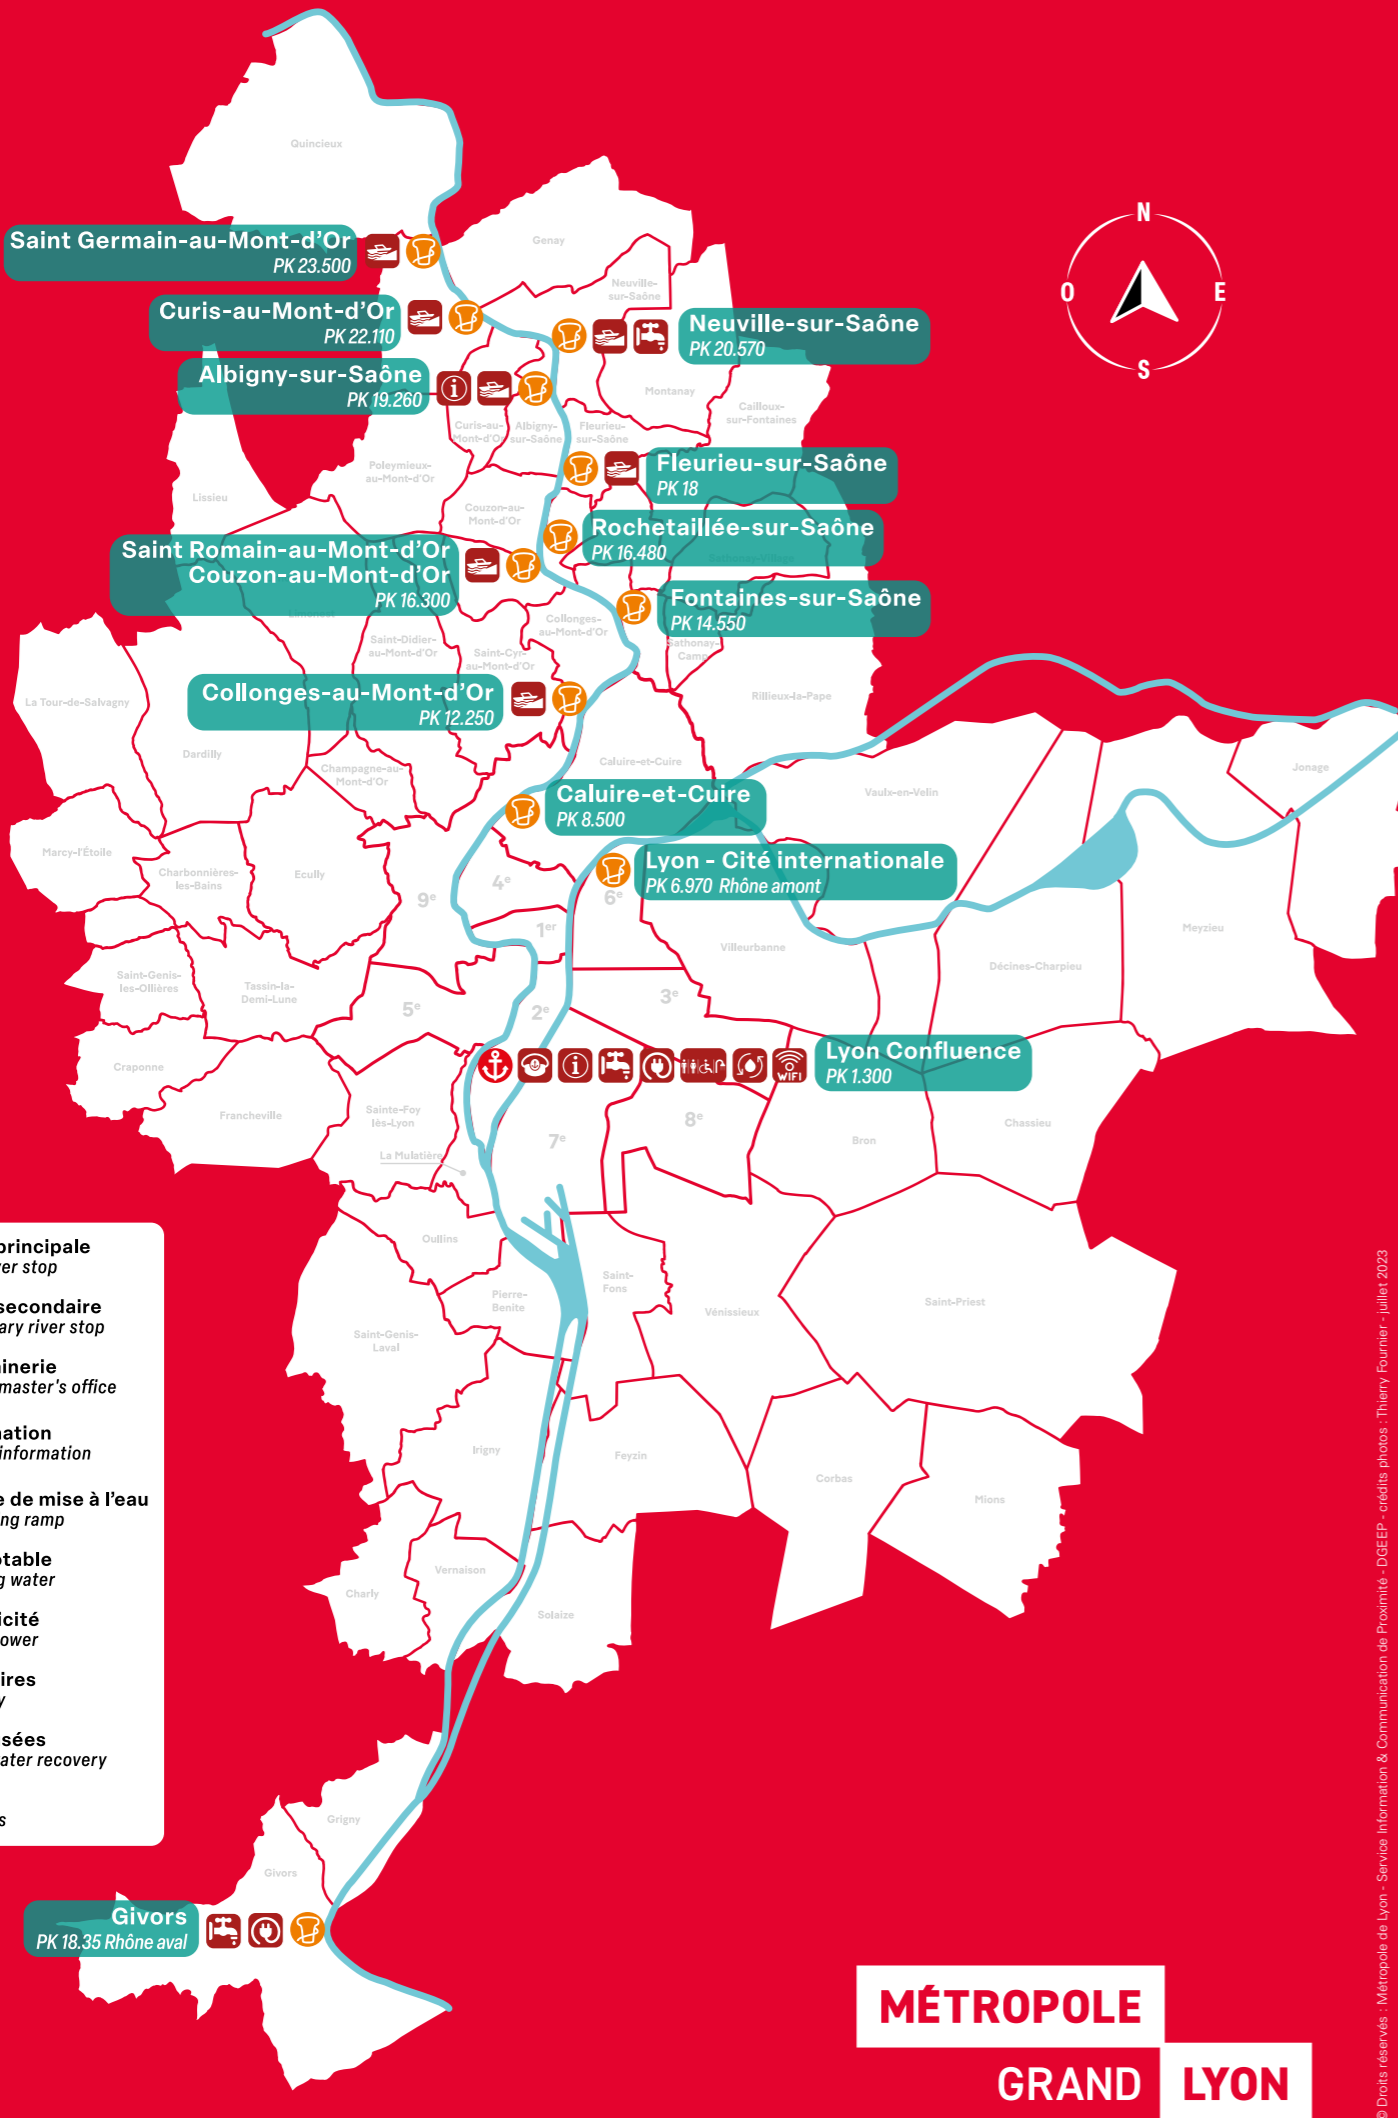 Quincieux
Saint Germain-au-Mont-d'Or
PK 23.500
Genay
Neuville-
sur-Saône
N
O
E
S
Curis-au-Mont-d'Or
PK 22.110
Neuville-sur-Saône
PK 20.570
Albigny-sur-Saône
PK 19.260
Montanay
Cailloux-
sur-Fontaines
Curis-au-
Mont-d'Or
Albigny-
sur-Saône
Fleurieu-
sur-Saône
Poleymieux-
au-Mont-d'Or
Lissieu
Fleurieu-sur-Saône
PK 18
Couzon-au-
Mont-d'Or
Rochetaillée-sur-Saône
PK 16.480
Saint Romain-au-Mont-d'Or
Couzon-au-Mont-d'Or
PK 16.300
Limonest
Fontaines-sur-Saône
PK 14.550
Collonges-
au-Mont-d'Or
Saint-Didier-
au-Mont-d'Or
Saint-Cyr-
au-Mont-d'Or
Sathonay-
Camp
Rillieux-la-Pape
La Tour-de-Salvagny
Collonges-au-Mont-d'Or
PK 12.250
Dardilly
Champagne-au-
Mont-d'Or
Caluire-et-Cuire
Vaulx-en-Velin
Jonage
Caluire-et-Cuire
PK 8.500
Marcy-l'Étoile
Charbonnières-
les-Bains
Ecully
Lyon - Cité internationale
PK 6.970 Rhône amont
9e
4e
6e
1er
Villeurbanne
Meyzieu
Décines-Charpieu
Saint-Genis-
les-Ollières
Tassin-la-
Demi-Lune
5e
2e
3e
Craponne
WIFI
Lyon Confluence
PK 1.300
Francheville
Sainte-Foy
lès-Lyon
La Mulatière
7e
8e
Bron
Chassieu
Oullins
Pierre-
Benite
Saint-
Fons
Vénissieux
Saint-Priest
Saint-Genis-
Laval
Irigny
Feyzin
Corbas
Mions
Charly
Vernaison
Solaize
Grigny
Givors
principale
er stop
secondaire
ary river stop
inerie
master's office
nation
information
e de mise à l'eau
ng ramp
otable
g water
icité
ower
ires
y
sées
ater recovery
s
Givors
PK 18.35 Rhône aval
MÉTROPOLE
GRAND LYON
© Droits réservés : Métropole de Lyon - Service Information & Communication de Proximité - DGEEP - crédits photos : Thierry Fournier - juillet 2023